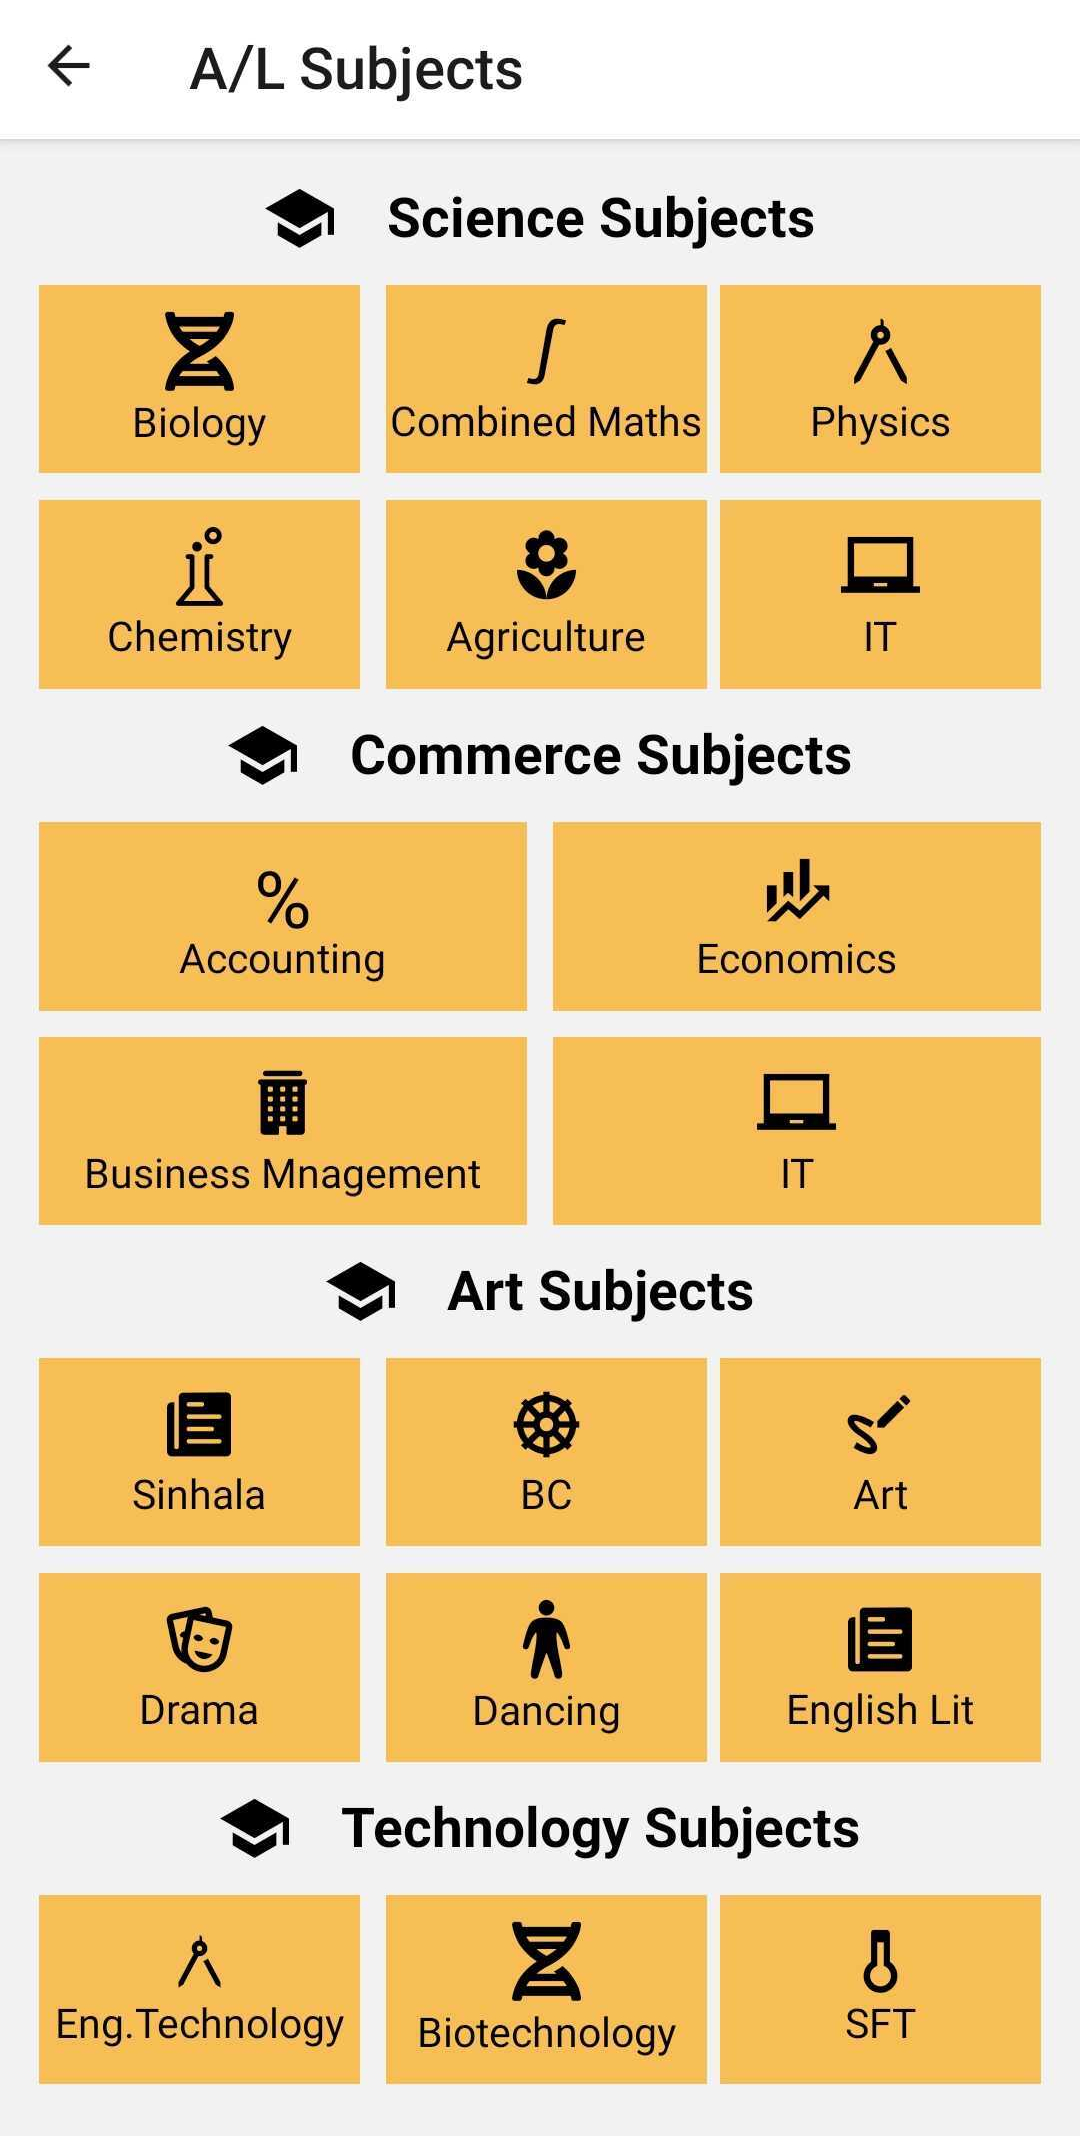 A/L Subjects
Science Subjects
Biology
Combined Maths
Physics
Chemistry
Agriculture
IT
Commerce Subjects
%
Accounting
Economics
Business Mnagement
IT
Art Subjects
Sinhala
BC
Art
Drama
Dancing
English Lit
Technology Subjects
Eng.Technology
Biotechnology
SFT